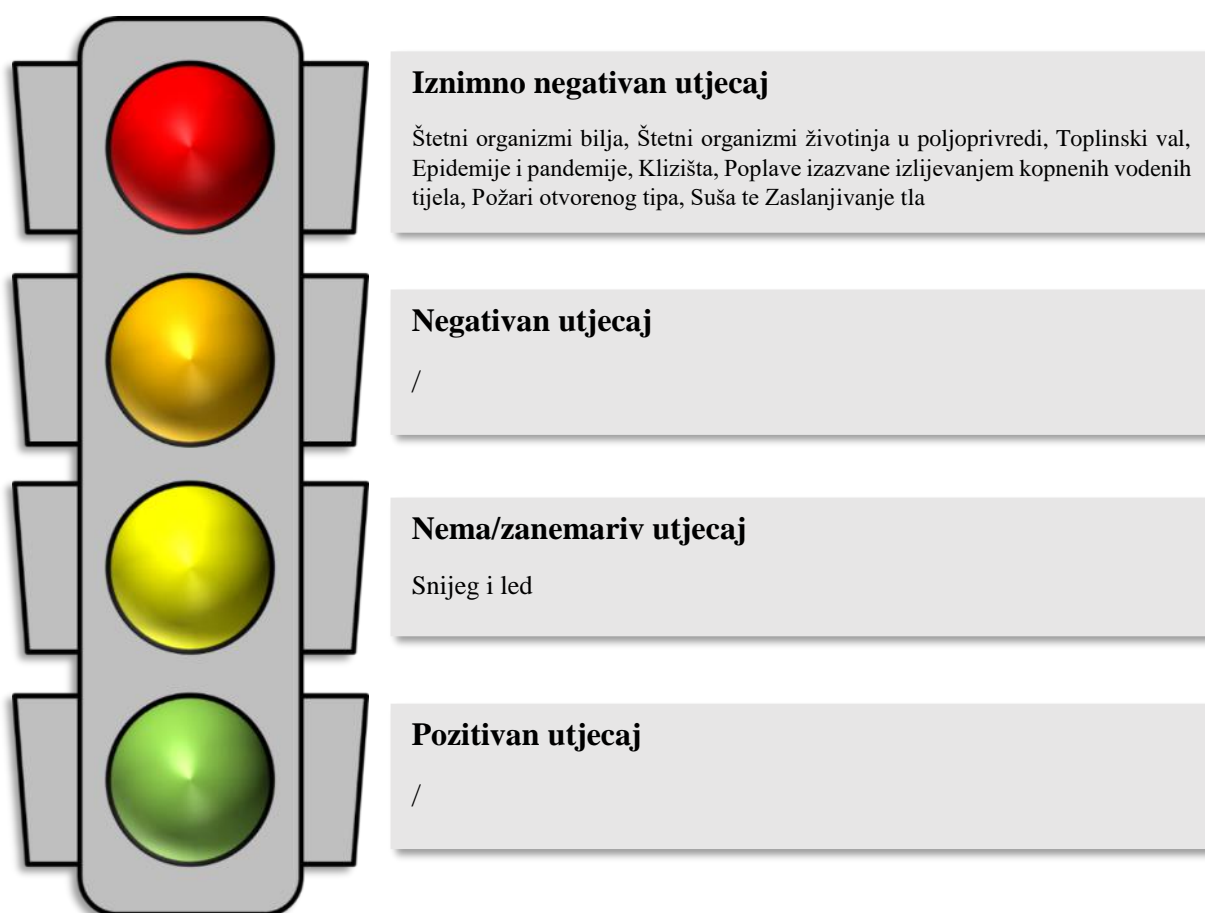 Iznimno negativan utjecaj
Štetni organizmi bilja, Štetni organizmi životinja u poljoprivredi, Toplinski val,
Epidemije i pandemije, Klizišta, Poplave izazvane izlijevanjem kopnenih vodenih
tijela, Požari otvorenog tipa, Suša te Zaslanjivanje tla
Negativan utjecaj
/
Nema/zanemariv utjecaj
Snijeg i led
Pozitivan utjecaj
/